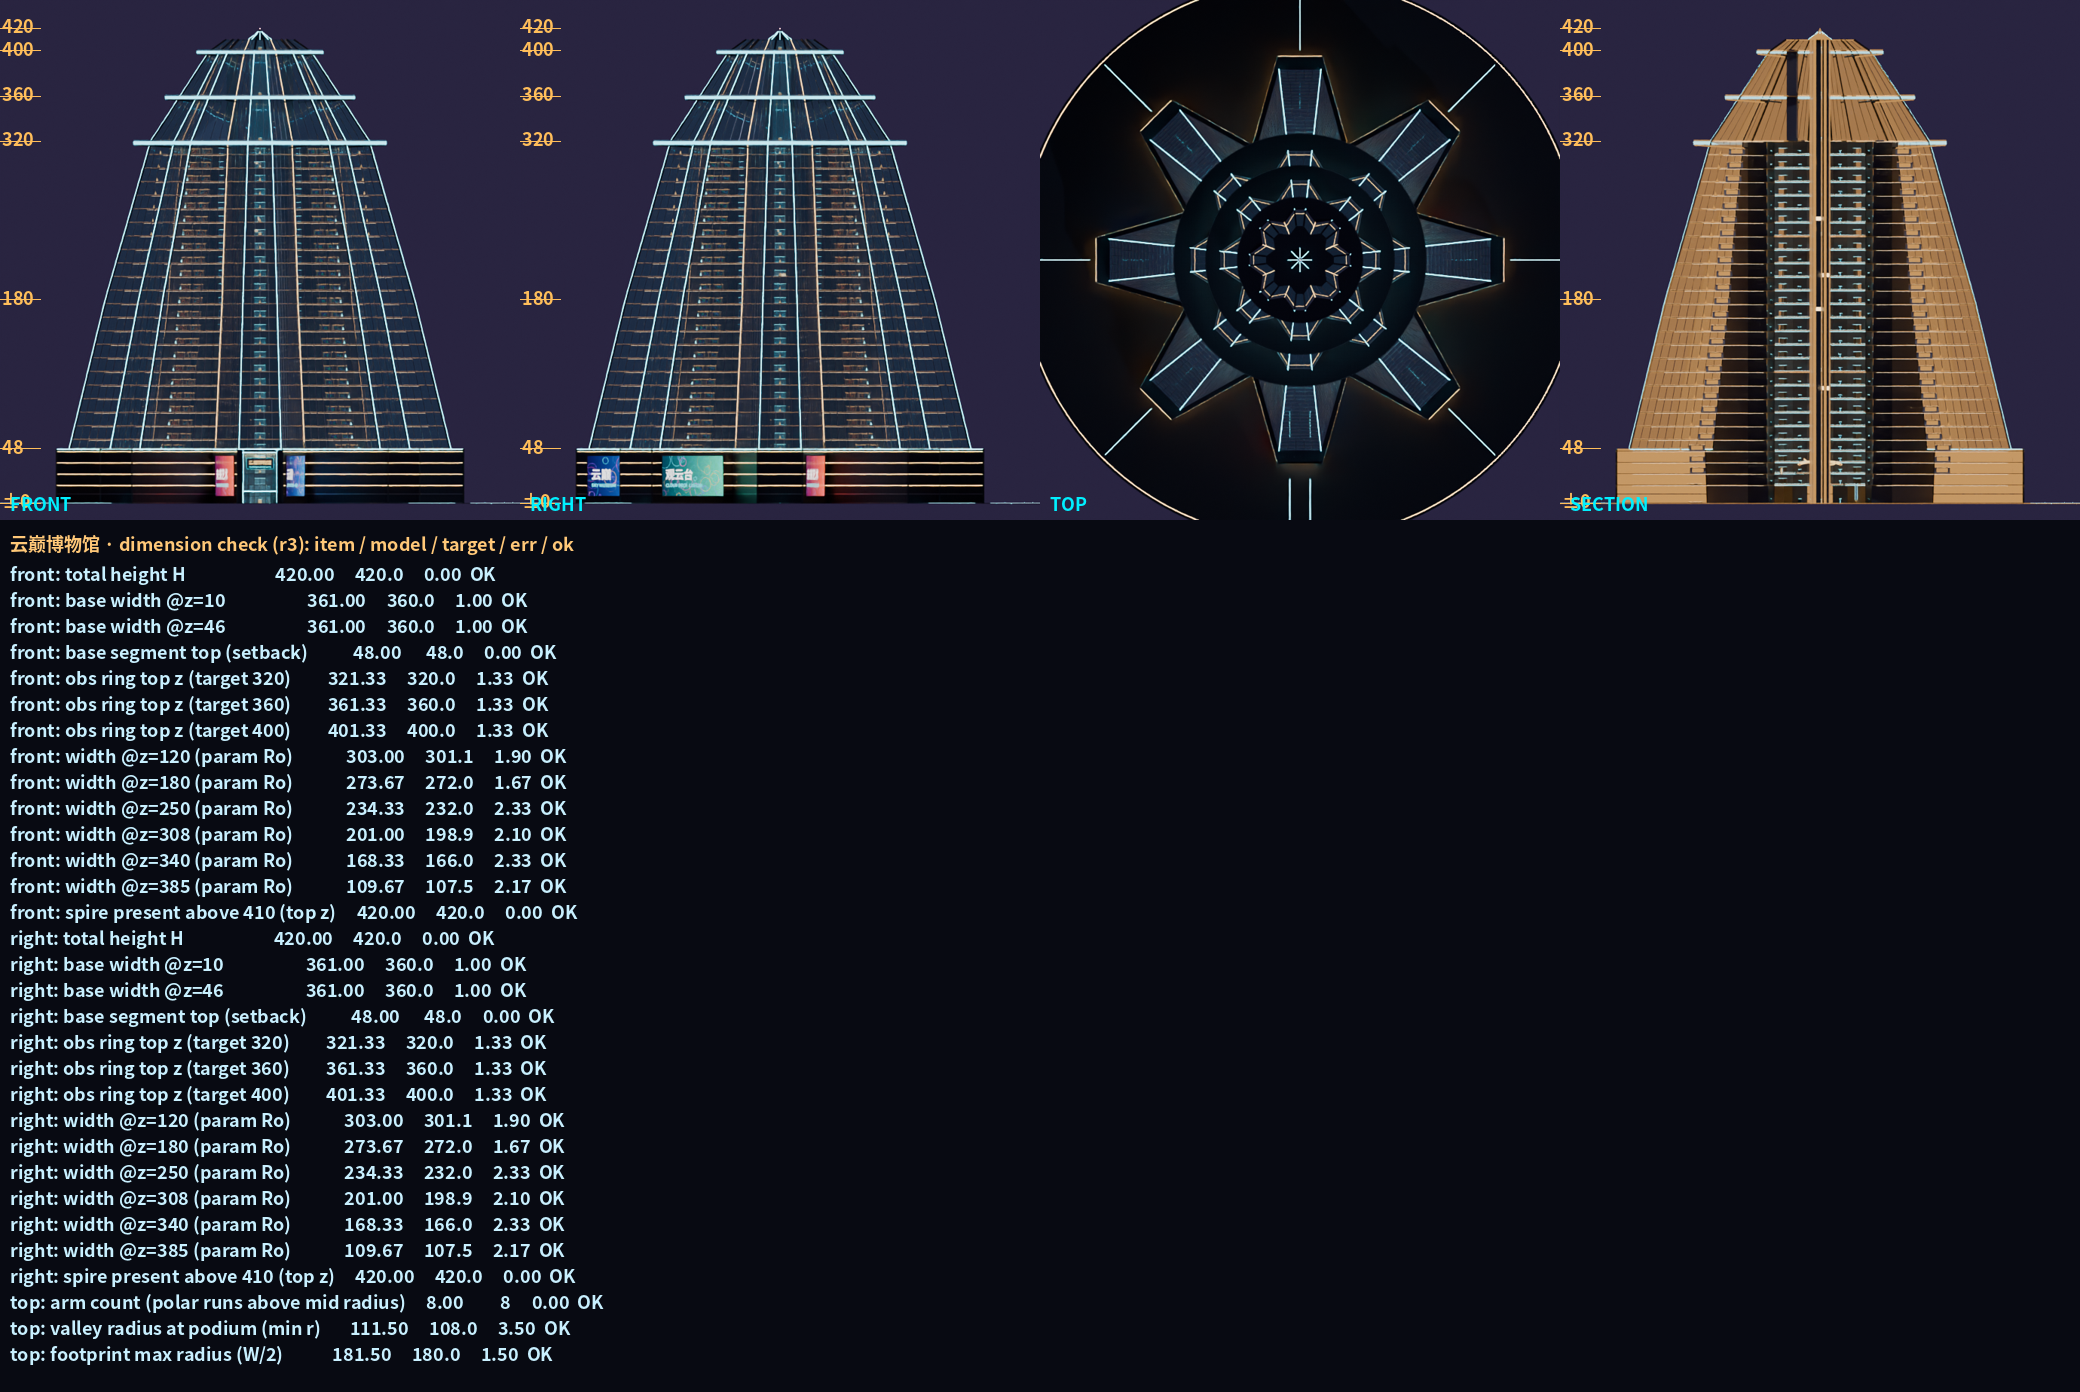 420
400
360
320
180
48
±0
FRONT
420
400
360
320
180
48
±0
云巅
观云台
RIGHT
TOP
420
400
360
320
180
48
±0
SECTION
云巅博物馆 · dimension check (r3): item / model / target / err / ok
front: total height H 420.00 420.0 0.00 OK
front: base width @z=10 361.00 360.0 1.00 OK
front: base width @z=46 361.00 360.0 1.00 OK
front: base segment top (setback) 48.00 48.0 0.00 OK
front: obs ring top z (target 320) 321.33 320.0 1.33 OK
front: obs ring top z (target 360) 361.33 360.0 1.33 OK
front: obs ring top z (target 400) 401.33 400.0 1.33 OK
front: width @z=120 (param Ro) 303.00 301.1 1.90 OK
front: width @z=180 (param Ro) 273.67 272.0 1.67 OK
front: width @z=250 (param Ro) 234.33 232.0 2.33 OK
front: width @z=308 (param Ro) 201.00 198.9 2.10 OK
front: width @z=340 (param Ro) 168.33 166.0 2.33 OK
front: width @z=385 (param Ro) 109.67 107.5 2.17 OK
front: spire present above 410 (top z) 420.00 420.0 0.00 OK
right: total height H 420.00 420.0 0.00 OK
right: base width @z=10 361.00 360.0 1.00 OK
right: base width @z=46 361.00 360.0 1.00 OK
right: base segment top (setback) 48.00 48.0 0.00 OK
right: obs ring top z (target 320) 321.33 320.0 1.33 OK
right: obs ring top z (target 360) 361.33 360.0 1.33 OK
right: obs ring top z (target 400) 401.33 400.0 1.33 OK
right: width @z=120 (param Ro) 303.00 301.1 1.90 OK
right: width @z=180 (param Ro) 273.67 272.0 1.67 OK
right: width @z=250 (param Ro) 234.33 232.0 2.33 OK
right: width @z=308 (param Ro) 201.00 198.9 2.10 OK
right: width @z=340 (param Ro) 168.33 166.0 2.33 OK
right: width @z=385 (param Ro) 109.67 107.5 2.17 OK
right: spire present above 410 (top z) 420.00 420.0 0.00 OK
top: arm count (polar runs above mid radius) 8.00 8 0.00 OK
top: valley radius at podium (min r) 111.50 108.0 3.50 OK
top: footprint max radius (W/2) 181.50 180.0 1.50 OK